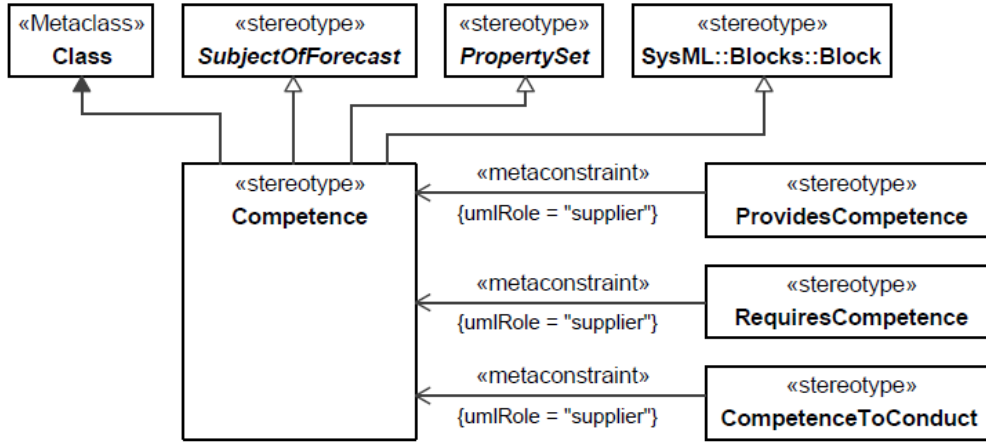 «Metaclass»
Class
«stereotype»
SubjectOfForecast
«stereotype»
PropertySet
«stereotype»
SysML::Blocks::Block
«stereotype»
Competence
«metaconstraint»
{umlRole = "supplier"}
«stereotype»
ProvidesCompetence
«metaconstraint»
{umlRole = "supplier"}
«stereotype»
RequiresCompetence
«metaconstraint»
{umlRole = "supplier"}
«stereotype»
CompetenceToConduct